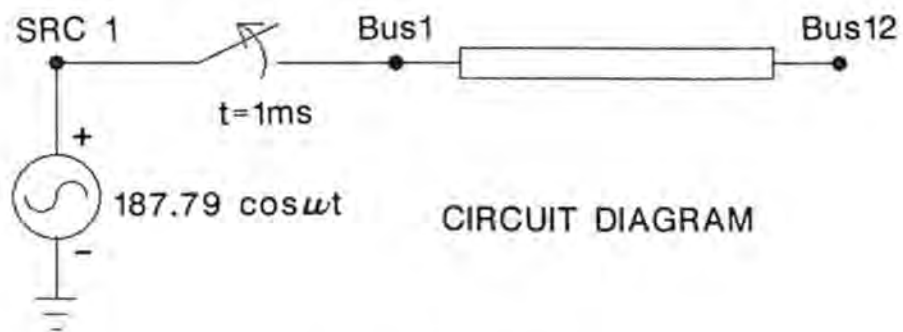 SRC 1
Bus1
Bus12
t=1ms
+
187.79 cosωt
−
CIRCUIT DIAGRAM